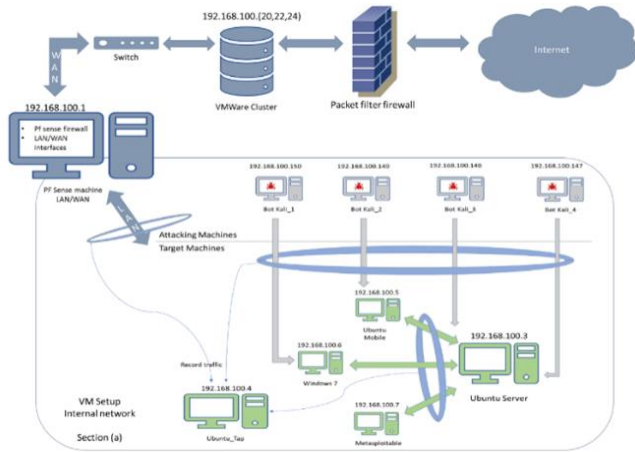 192.168.100.(20,22,24)
WAN
Switch
VMWare Cluster
Packet filter firewall
Internet
192.168.100.1
• Pf sense firewall
• LAN/WAN
Interfaces
PF Sense machine
LAN/WAN
LAN
192.168.100.150
192.168.100.149
192.168.100.147
Bot Kali_1
Bot Kali_2
Bot Kali_3
Bot Kali_4
Attacking Machines
Target Machines
192.168.100.5
Ubuntu
Mobile
192.168.100.6
Windows 7
192.168.100.3
Ubuntu Server
Record traffic
192.168.100.4
Ubuntu_Tap
192.168.100.7
Metasploitable
VM Setup
Internal network
Section (a)